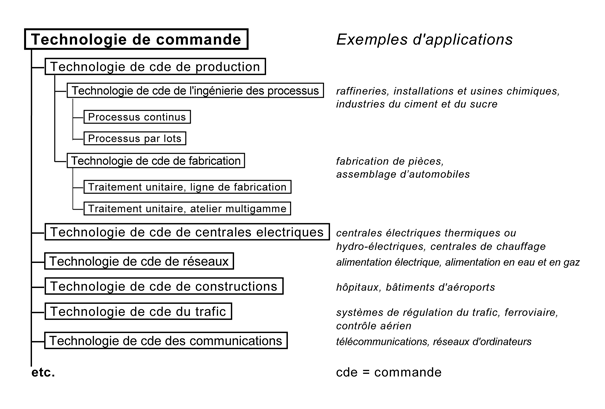 Technologie de commande
Exemples d'applications
Technologie de cde de production
Technologie de cde de l'ingénierie des processus
raffineries, installations et usines chimiques,
industries du ciment et du sucre
Processus continus
Processus par lots
Technologie de cde de fabrication
fabrication de pièces,
assemblage d'automobiles
Traitement unitaire, ligne de fabrication
Traitement unitaire, atelier multigamme
Technologie de cde de centrales electriques
centrales électriques thermiques ou
hydro-électriques, centrales de chauffage
Technologie de cde de réseaux
alimentation électrique, alimentation en eau et en gaz
Technologie de cde de constructions
hôpitaux, bâtiments d'aéroports
Technologie de cde du trafic
systèmes de régulation du trafic, ferroviaire,
contrôle aérien
Technologie de cde des communications
télécommunications, réseaux d'ordinateurs
etc.
cde = commande